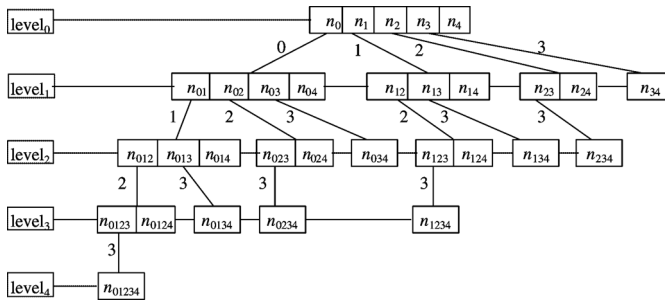 level₀ n₀ n₁ n₂ n₃ n₄
0 1 2 3
level₁ n₀₁ n₀₂ n₀₃ n₀₄ n₁₂ n₁₃ n₁₄ n₂₃ n₂₄ n₃₄
1 2 3 2 3 3
level₂ n₀₁₂ n₀₁₃ n₀₁₄ n₀₂₃ n₀₂₄ n₀₃₄ n₁₂₃ n₁₂₄ n₁₃₄ n₂₃₄
2 3 3 3
level₃ n₀₁₂₃ n₀₁₂₄ n₀₁₃₄ n₀₂₃₄ n₁₂₃₄
3
level₄ n₀₁₂₃₄